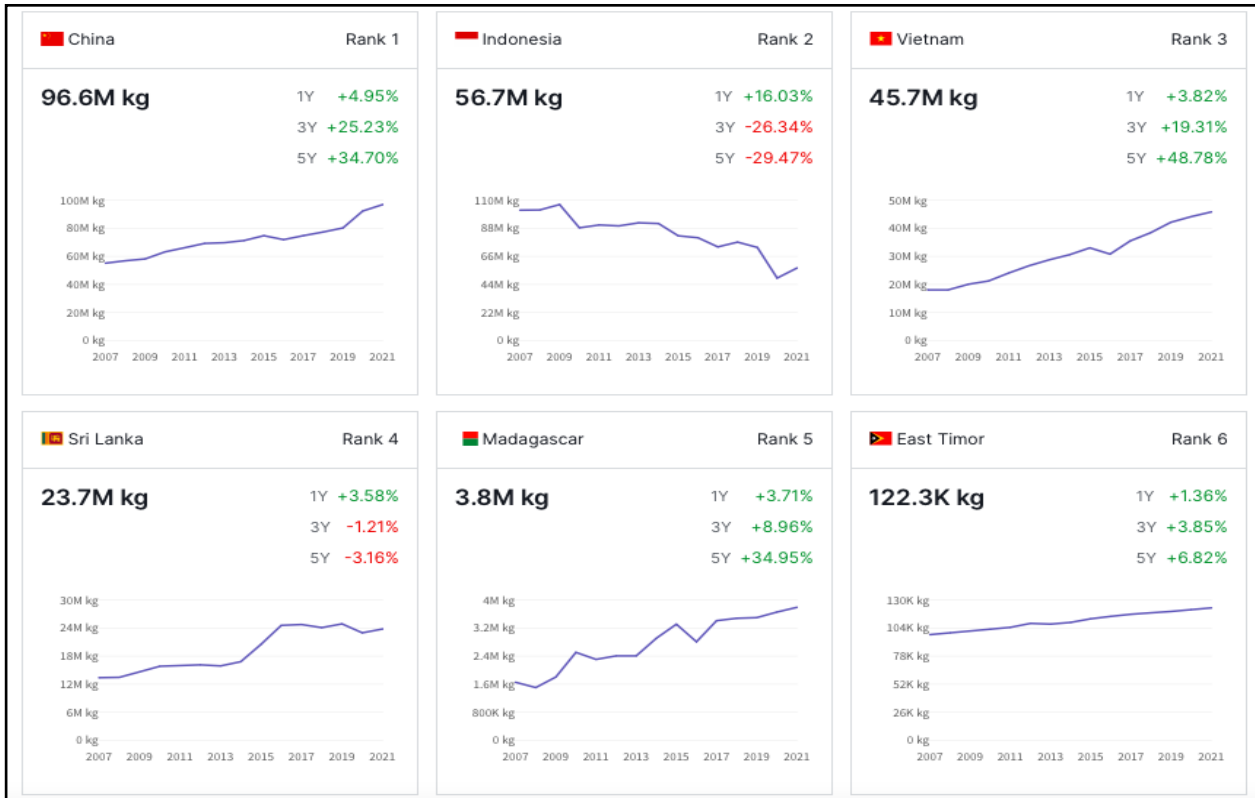 China Rank 1
96.6M kg
1Y +4.95%
3Y +25.23%
5Y +34.70%
100M kg
80M kg
60M kg
40M kg
20M kg
0 kg
2007 2009 2011 2013 2015 2017 2019 2021
Indonesia Rank 2
56.7M kg
1Y +16.03%
3Y -26.34%
5Y -29.47%
110M kg
88M kg
66M kg
44M kg
22M kg
0 kg
2007 2009 2011 2013 2015 2017 2019 2021
Vietnam Rank 3
45.7M kg
1Y +3.82%
3Y +19.31%
5Y +48.78%
50M kg
40M kg
30M kg
20M kg
10M kg
0 kg
2007 2009 2011 2013 2015 2017 2019 2021
Sri Lanka Rank 4
23.7M kg
1Y +3.58%
3Y -1.21%
5Y -3.16%
30M kg
24M kg
18M kg
12M kg
6M kg
0 kg
2007 2009 2011 2013 2015 2017 2019 2021
Madagascar Rank 5
3.8M kg
1Y +3.71%
3Y +8.96%
5Y +34.95%
4M kg
3.2M kg
2.4M kg
1.6M kg
800K kg
0 kg
2007 2009 2011 2013 2015 2017 2019 2021
East Timor Rank 6
122.3K kg
1Y +1.36%
3Y +3.85%
5Y +6.82%
130K kg
104K kg
78K kg
52K kg
26K kg
0 kg
2007 2009 2011 2013 2015 2017 2019 2021